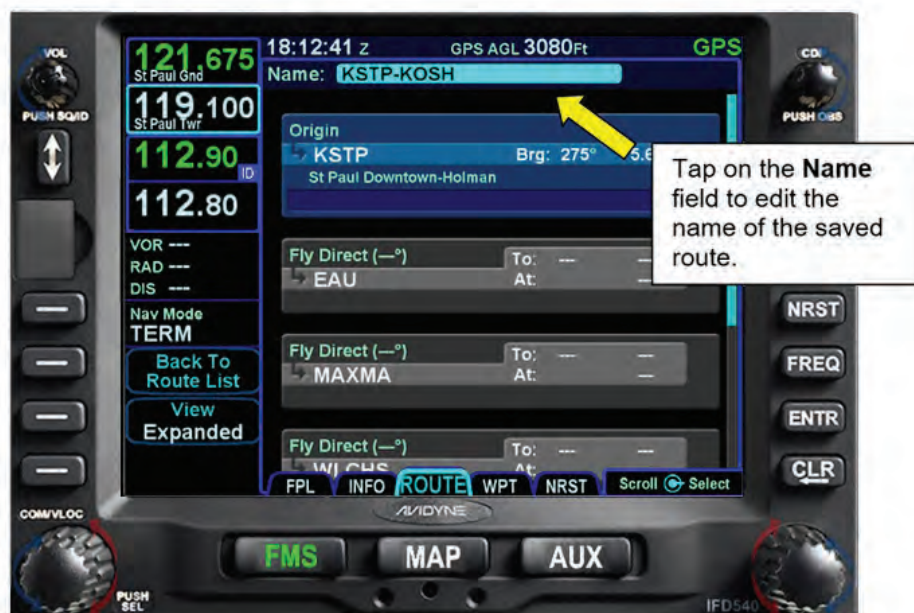 VOL
PUSH SQ/ID
121.675
St Paul Gnd
119.100
St Paul Twr
112.90
ID
112.80
VOR ---
RAD ---
DIS ---
Nav Mode
TERM
Back To
Route List
View
Expanded
18:12:41 z GPS AGL 3080Ft GPS
Name: KSTP-KOSH
Origin
KSTP Brg: 275° 5.6
St Paul Downtown-Holman
Fly Direct (---°) To: --- ---
EAU At: ---
Fly Direct (---°) To: --- ---
MAXMA At: ---
Fly Direct (---°) To: --- ---
At:
FPL INFO ROUTE WPT NRST Scroll Select
CDI
PUSH OBS
Tap on the Name
field to edit the
name of the saved
route.
NRST
FREQ
ENTR
CLR
AVIDYNE
COM/VLOC
PUSH
SEL
FMS MAP AUX
IFD540